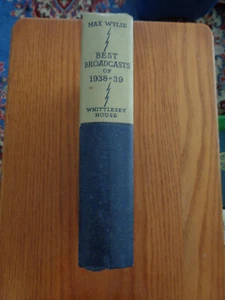 MAX WYLIE
BEST
BROADCASTS
OF
1938-39
WHITTLESEY
HOUSE